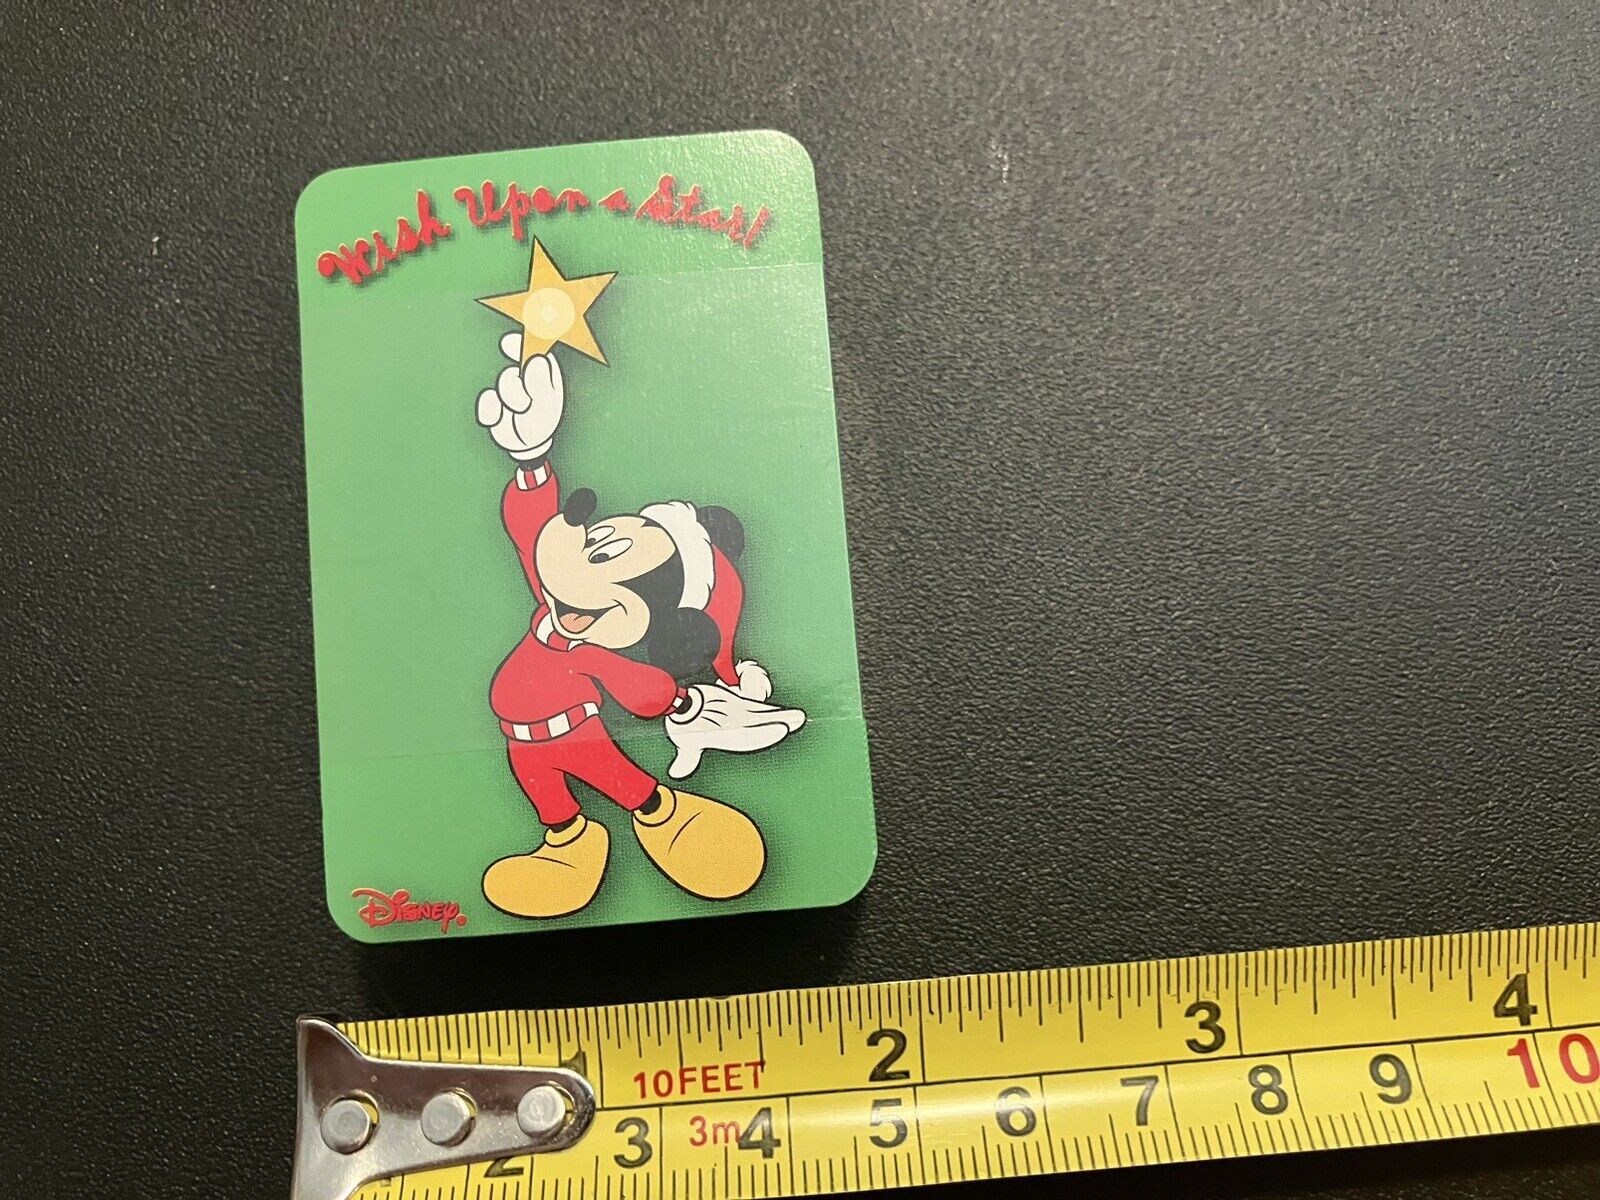 Wish Upon a Star!
Disney.
1 2 3 4
10FEET
3m
2 3 4 5 6 7 8 9 10